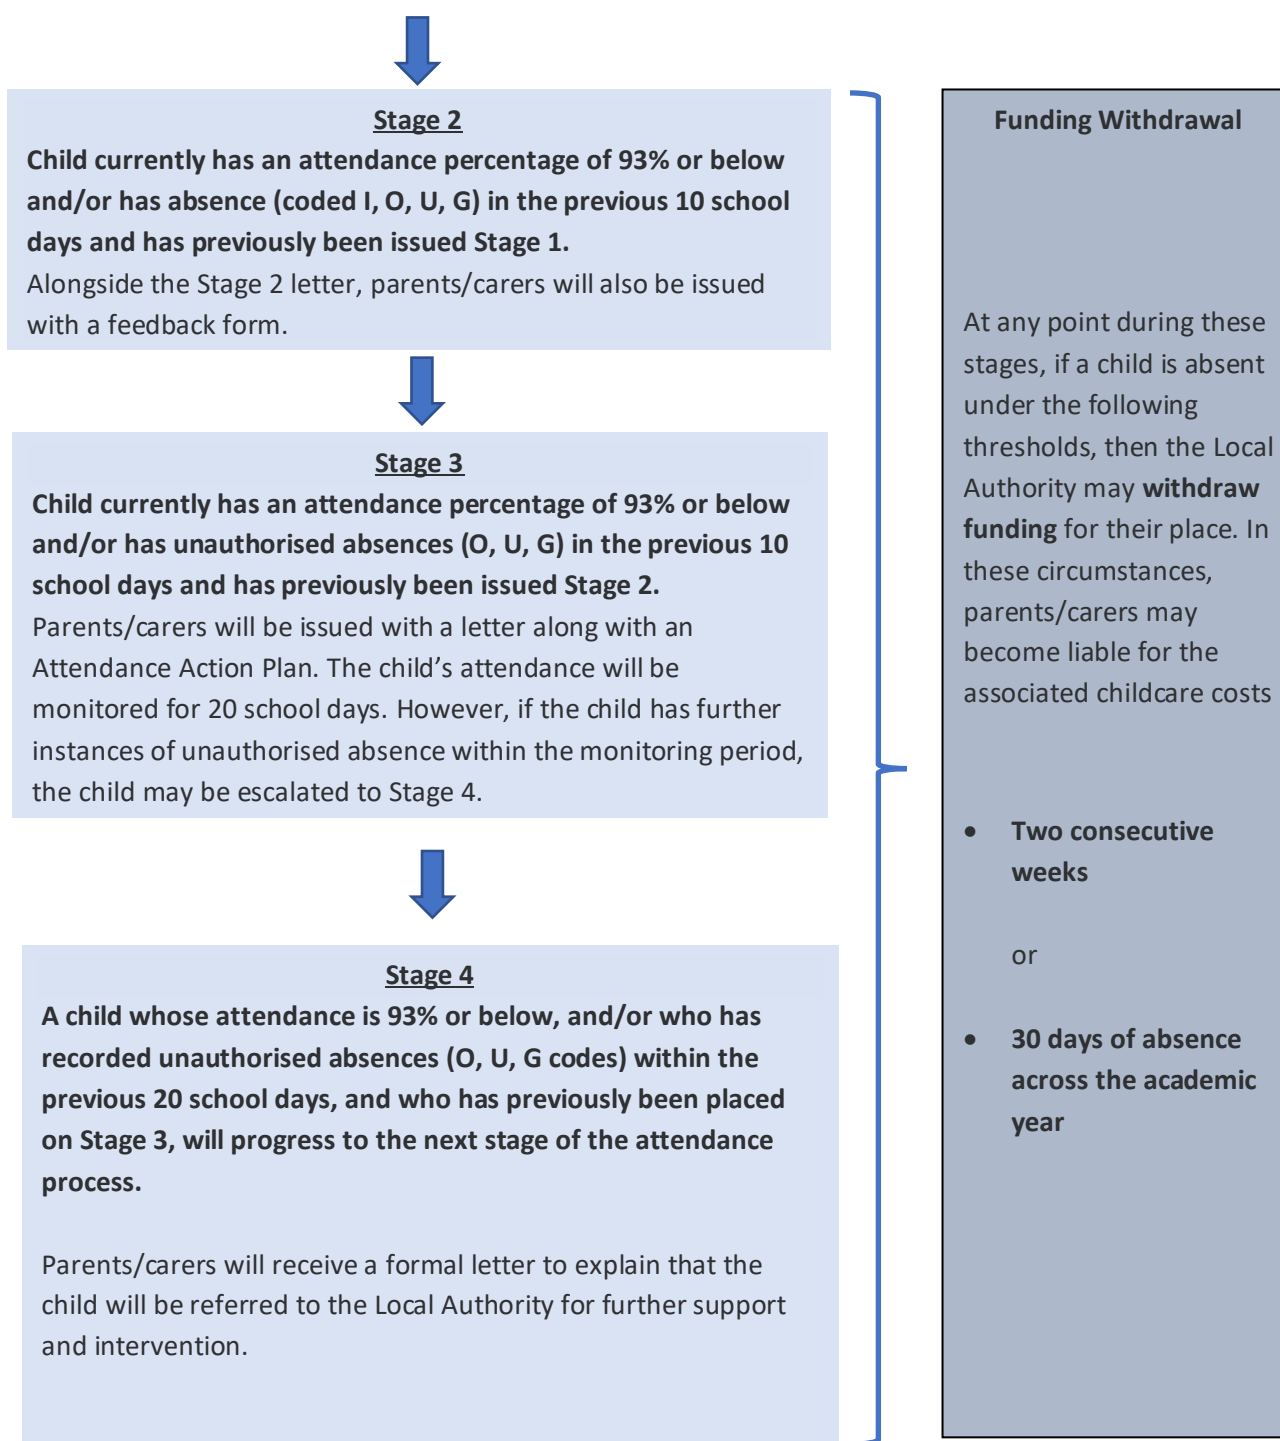 Stage 2
Child currently has an attendance percentage of 93% or below
and/or has absence (coded I, O, U, G) in the previous 10 school
days and has previously been issued Stage 1.
Alongside the Stage 2 letter, parents/carers will also be issued
with a feedback form.
Stage 3
Child currently has an attendance percentage of 93% or below
and/or has unauthorised absences (O, U, G) in the previous 10
school days and has previously been issued Stage 2.
Parents/carers will be issued with a letter along with an
Attendance Action Plan. The child’s attendance will be
monitored for 20 school days. However, if the child has further
instances of unauthorised absence within the monitoring period,
the child may be escalated to Stage 4.
Stage 4
A child whose attendance is 93% or below, and/or who has
recorded unauthorised absences (O, U, G codes) within the
previous 20 school days, and who has previously been placed
on Stage 3, will progress to the next stage of the attendance
process.
Parents/carers will receive a formal letter to explain that the
child will be referred to the Local Authority for further support
and intervention.
Funding Withdrawal
At any point during these
stages, if a child is absent
under the following
thresholds, then the Local
Authority may withdraw
funding for their place. In
these circumstances,
parents/carers may
become liable for the
associated childcare costs
• Two consecutive
weeks
or
• 30 days of absence
across the academic
year